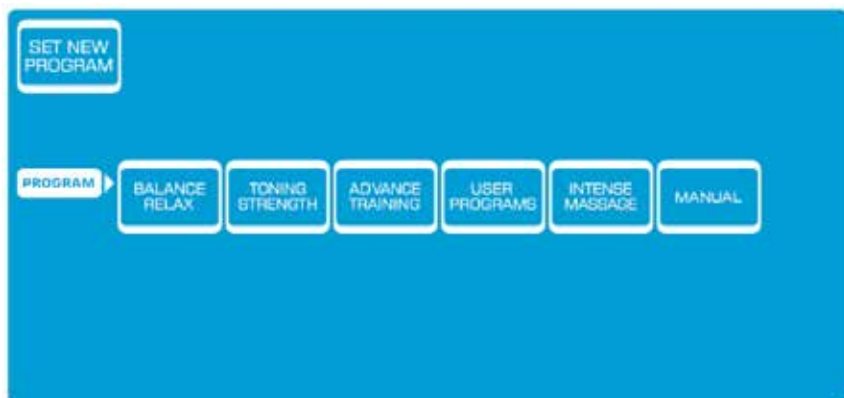 SET NEW
PROGRAM
PROGRAM
BALANCE
RELAX
TONING
STRENGTH
ADVANCE
TRAINING
USER
PROGRAMS
INTENSE
MASSAGE
MANUAL